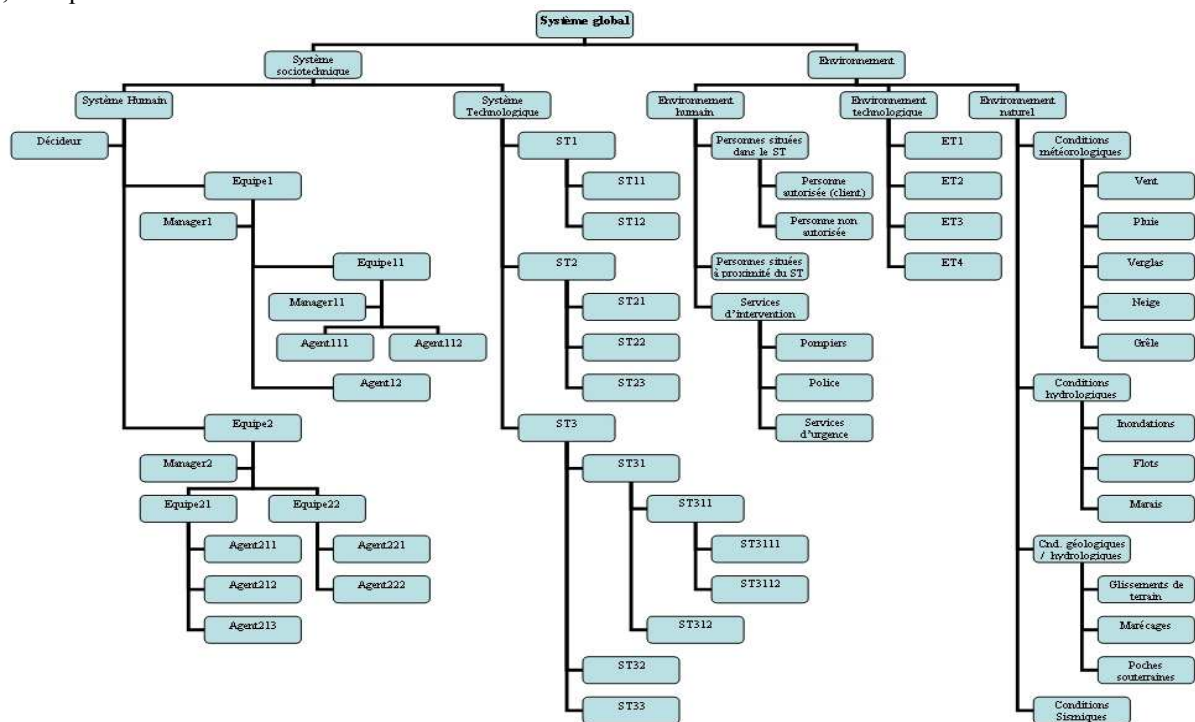 Système global
Système
sociotechnique
Environnement
Système Humain
Système
Technologique
Environnement
humain
Environnement
technologique
Environnement
naturel
Décideur
Equipe1
Manager1
Equipe11
Manager11
Agent111
Agent112
Agent12
Equipe2
Manager2
Equipe21
Equipe22
Agent211
Agent212
Agent213
Agent221
Agent222
ST1
ST11
ST12
ST2
ST21
ST22
ST23
ST3
ST31
ST311
ST3111
ST3112
ST312
ST32
ST33
Personnes situées
dans le ST
Personne
autorisée (client)
Personne non
autorisée
Personnes situées
à proximité du ST
Services
d'intervention
Pompiers
Police
Services
d'urgence
ET1
ET2
ET3
ET4
Conditions
météorologiques
Vent
Pluie
Verglas
Neige
Grêle
Conditions
hydrologiques
Inondations
Flots
Marais
Cnd. géologiques
/ hydrologiques
Glissements de
terrain
Marécages
Poches
souterraines
Conditions
Sismiques